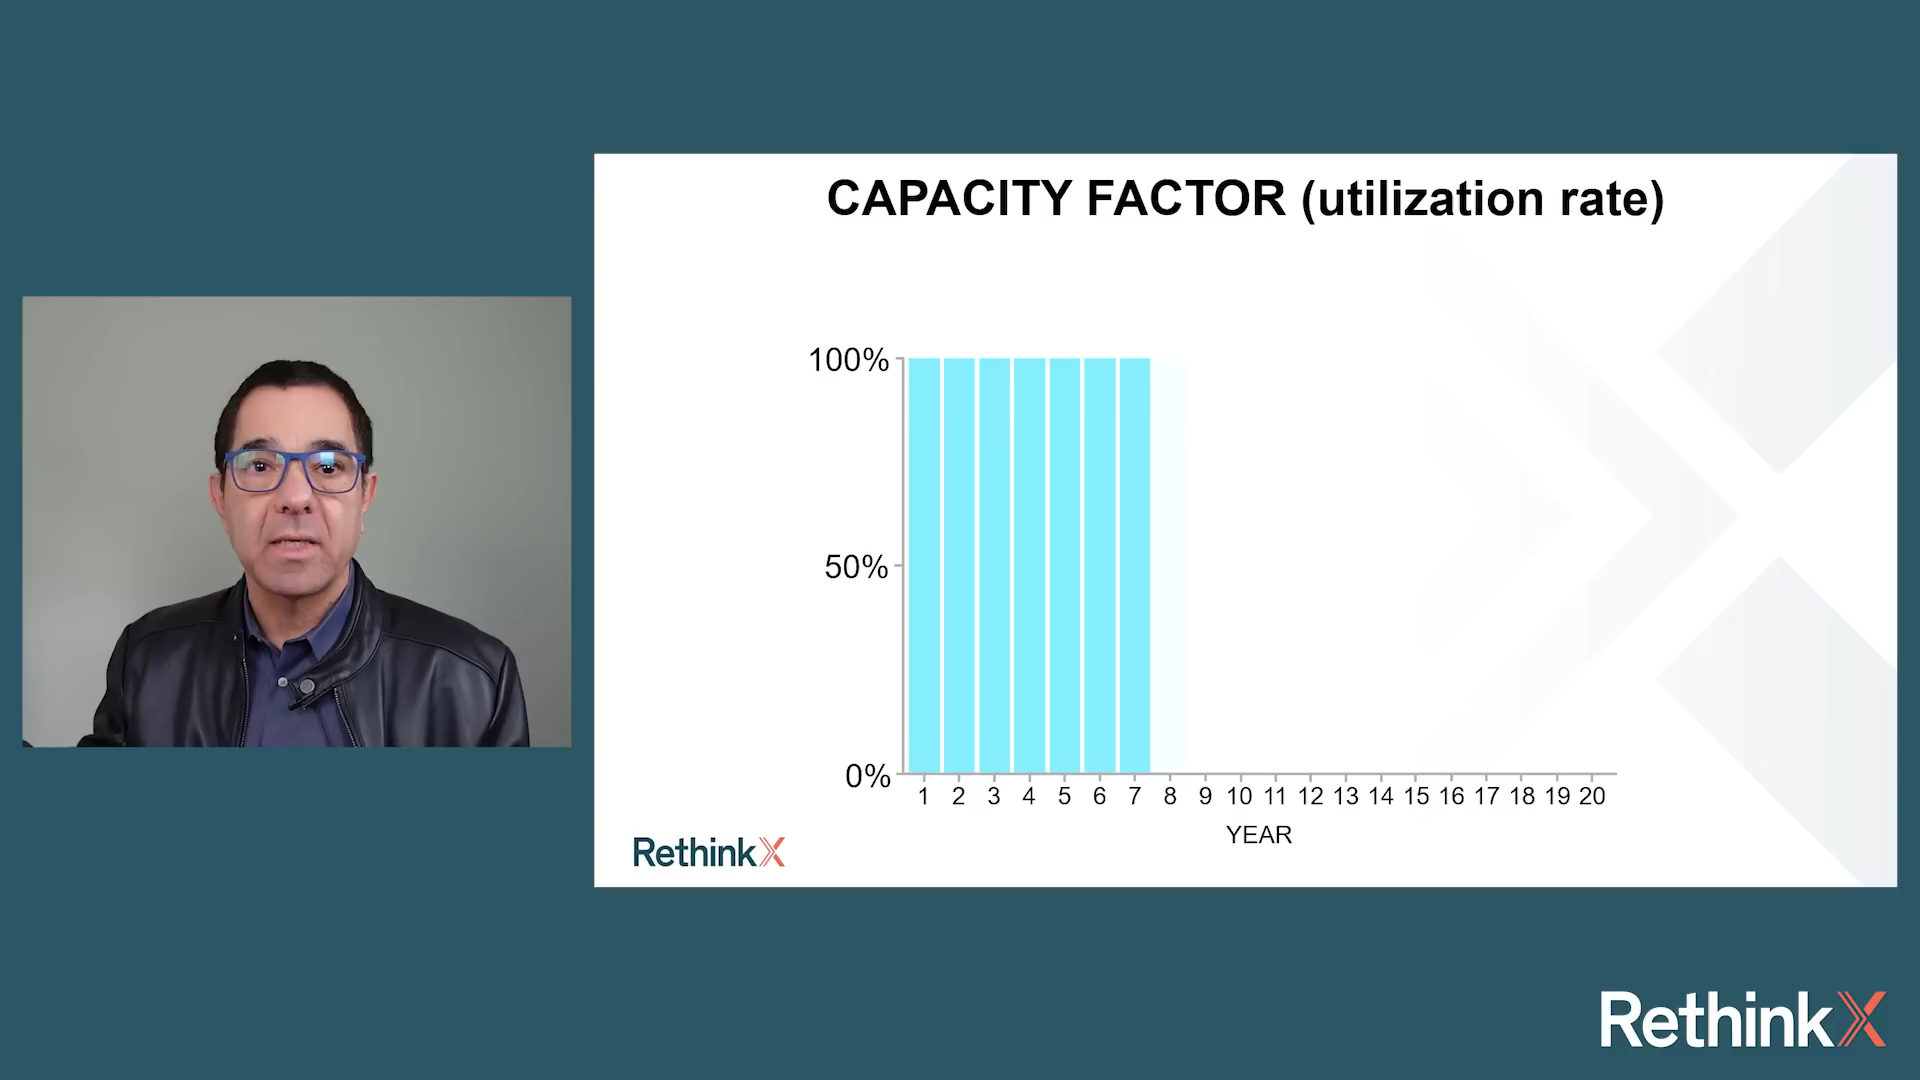 CAPACITY FACTOR (utilization rate)
100%
50%
0%
1 2 3 4 5 6 7 8 9 10 11 12 13 14 15 16 17 18 19 20
YEAR
RethinkX
RethinkX